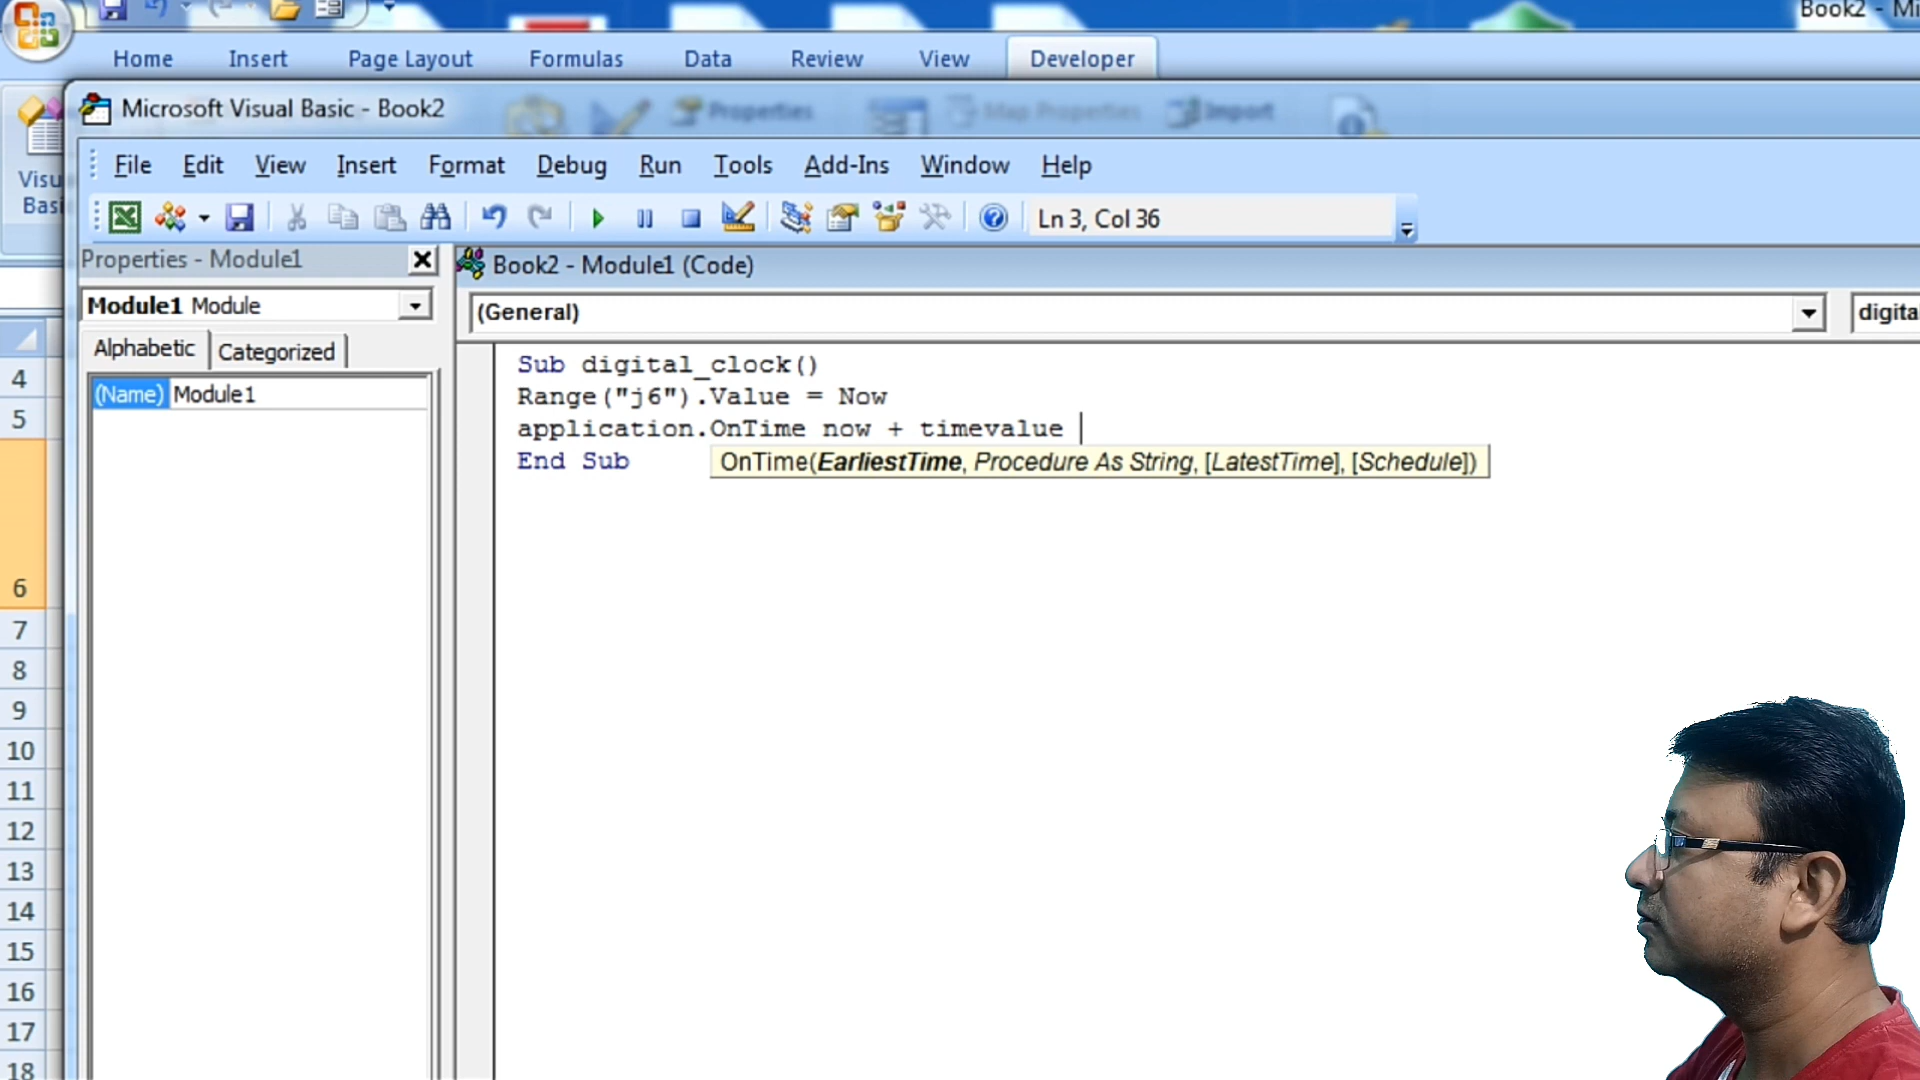 Book2 - Mi
Home Insert Page Layout Formulas Data Review View Developer
Microsoft Visual Basic - Book2
Properties Map Properties Import
File Edit View Insert Format Debug Run Tools Add-Ins Window Help
Visu
Basi
Ln 3, Col 36
Properties - Module1
Book2 - Module1 (Code)
Module1 Module
(General)
digita
Alphabetic Categorized
(Name) Module1
Sub digital_clock()
Range("j6").Value = Now
application.OnTime now + timevalue
End Sub
OnTime(EarliestTime, Procedure As String, [LatestTime], [Schedule])
4
5
6
7
8
9
10
11
12
13
14
15
16
17
18